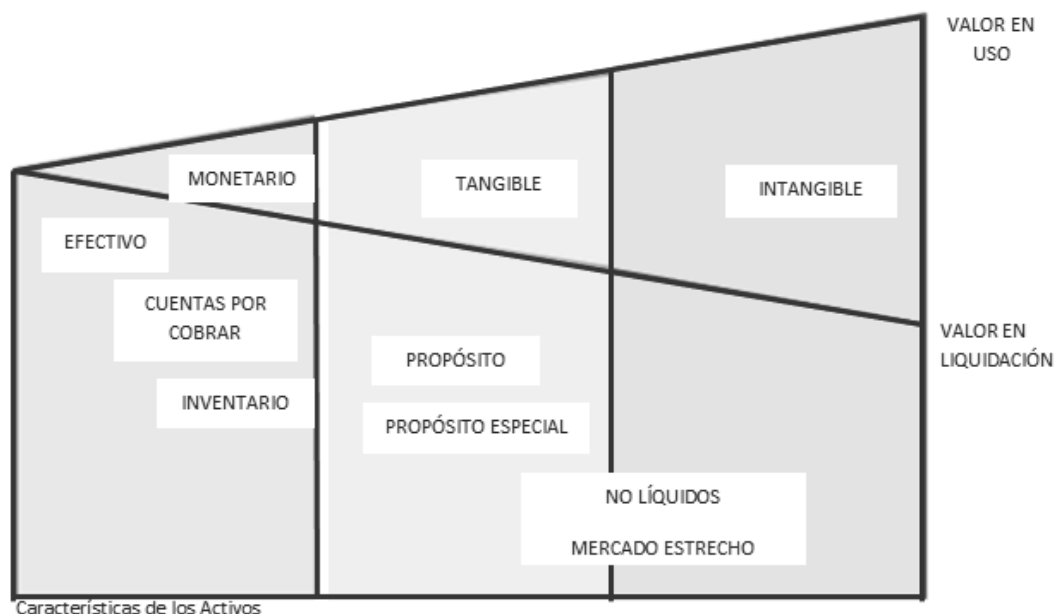 VALOR EN
USO
MONETARIO
TANGIBLE
INTANGIBLE
EFECTIVO
CUENTAS POR
COBRAR
VALOR EN
LIQUIDACIÓN
PROPÓSITO
INVENTARIO
PROPÓSITO ESPECIAL
NO LÍQUIDOS
MERCADO ESTRECHO
Características de los Activos